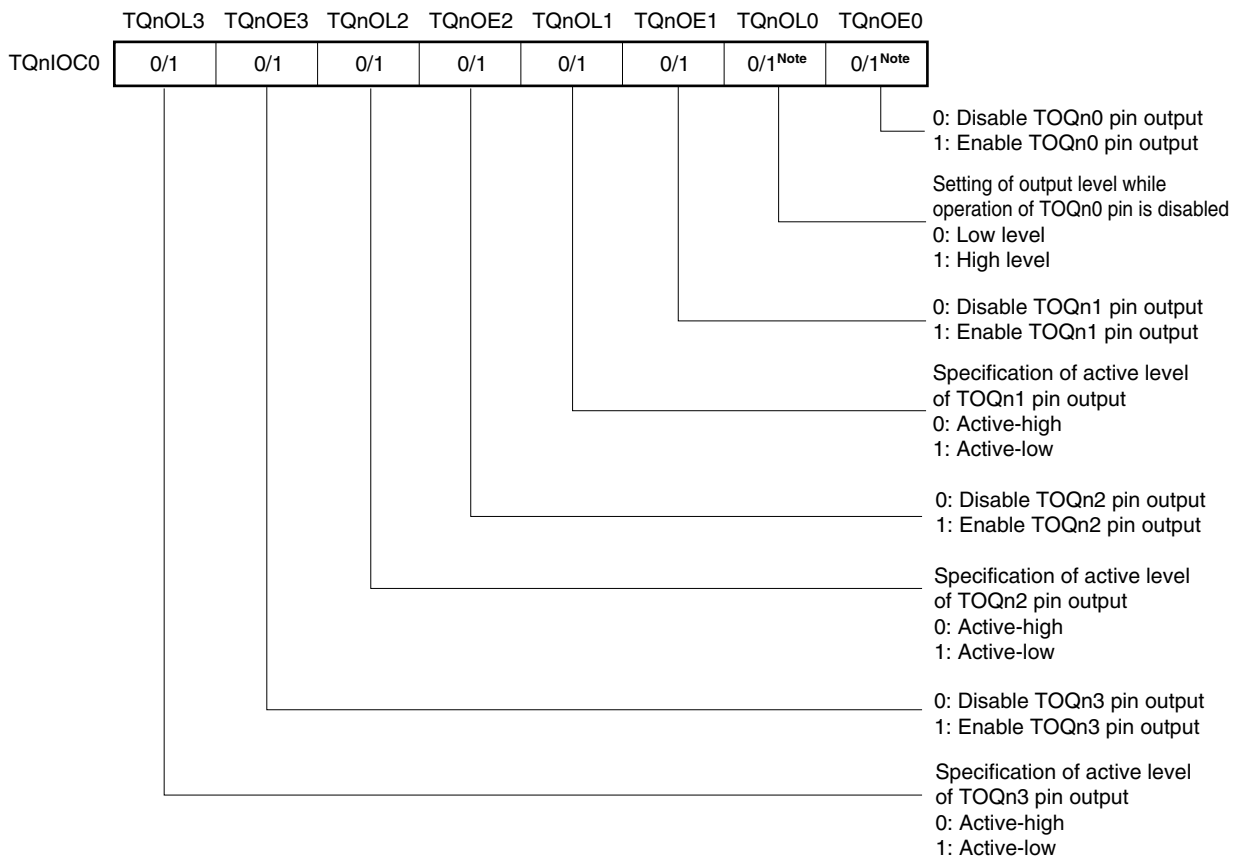 TQnOL3 TQnOE3 TQnOL2 TQnOE2 TQnOL1 TQnOE1 TQnOL0 TQnOE0
TQnIOC0 0/1 0/1 0/1 0/1 0/1 0/1 0/1Note 0/1Note
0: Disable TOQn0 pin output
1: Enable TOQn0 pin output
Setting of output level while
operation of TOQn0 pin is disabled
0: Low level
1: High level
0: Disable TOQn1 pin output
1: Enable TOQn1 pin output
Specification of active level
of TOQn1 pin output
0: Active-high
1: Active-low
0: Disable TOQn2 pin output
1: Enable TOQn2 pin output
Specification of active level
of TOQn2 pin output
0: Active-high
1: Active-low
0: Disable TOQn3 pin output
1: Enable TOQn3 pin output
Specification of active level
of TOQn3 pin output
0: Active-high
1: Active-low